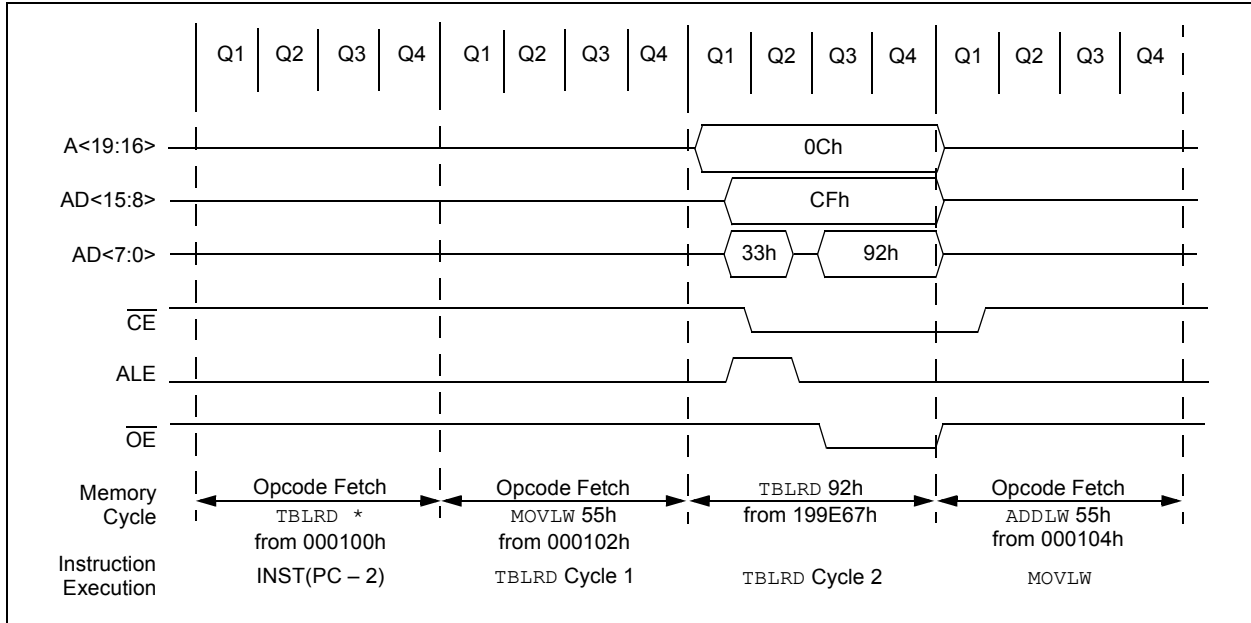 Q1 Q2 Q3 Q4 Q1 Q2 Q3 Q4 Q1 Q2 Q3 Q4 Q1 Q2 Q3 Q4
A<19:16> 0Ch
AD<15:8> CFh
AD<7:0> 33h 92h
CE
ALE
OE
Memory Cycle
Opcode Fetch
TBLRD *
from 000100h
Opcode Fetch
MOVLW 55h
from 000102h
TBLRD 92h
from 199E67h
Opcode Fetch
ADDLW 55h
from 000104h
Instruction Execution
INST(PC – 2)
TBLRD Cycle 1
TBLRD Cycle 2
MOVLW